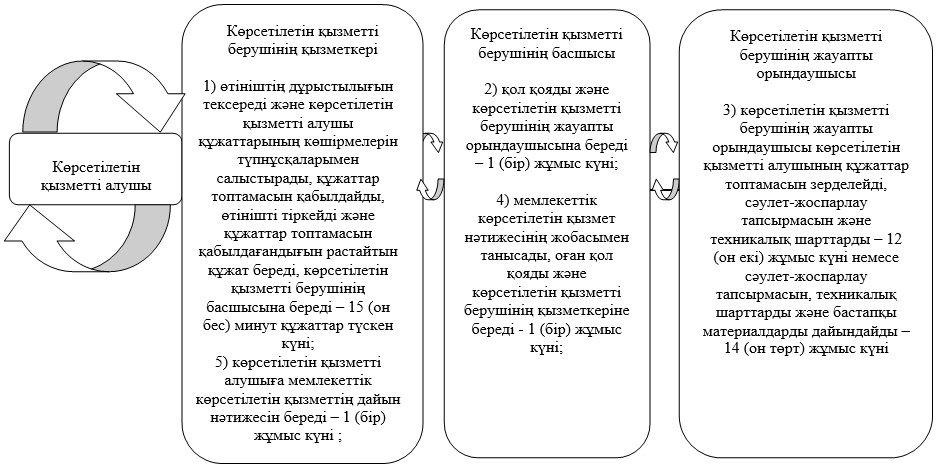 Көрсетілетін
қызметті алушы
Көрсетілетін қызметті
берушінің қызметкері
1) өтініштің дұрыстылығын
тексереді және көрсетілетін
қызметті алушы
құжаттарының көшірмелерін
түпнұсқаларымен
салыстырады, құжаттар
топтамасын қабылдайды,
өтінішті тіркейді және
құжаттар топтамасын
қабылдағандығын растайтын
құжат береді, көрсетілетін
қызметті берушінің
басшысына береді – 15 (он
бес) минут құжаттар түскен
күні;
5) көрсетілетін қызметті
алушыға мемлекеттік
көрсетілетін қызметтің дайын
нәтижесін береді – 1 (бір)
жұмыс күні ;
Көрсетілетін қызметті
берушінің басшысы
2) қол қояды және
көрсетілетін қызметті
берушінің жауапты
орындаушысына береді
– 1 (бір) жұмыс күні;
4) мемлекеттік
көрсетілетін қызмет
нәтижесінің жобасымен
танысады, оған қол
қояды және
көрсетілетін қызметті
берушінің қызметкеріне
береді - 1 (бір) жұмыс
күні;
Көрсетілетін қызметті
берушінің жауапты
орындаушысы
3) көрсетілетін қызметті
берушінің жауапты
орындаушысы көрсетілетін
қызметті алушының құжаттар
топтамасын зерделейді,
сәулет-жоспарлау
тапсырмасын және
техникалық шарттарды – 12
(он екі) жұмыс күні немесе
сәулет-жоспарлау
тапсырмасын, техникалық
шарттарды және бастапқы
материалдарды дайындайды –
14 (он төрт) жұмыс күні